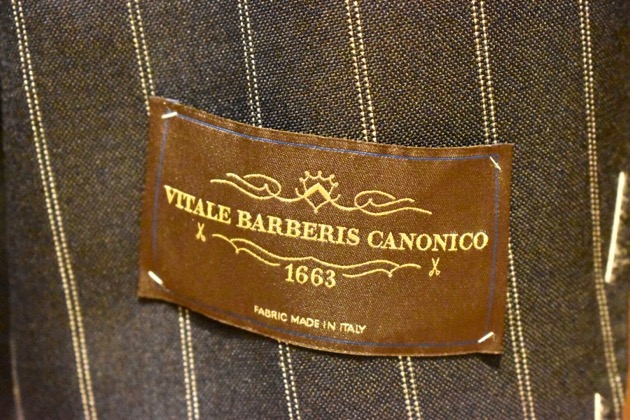 VITALE BARBERIS CANONICO
1663
FABRIC MADE IN ITALY